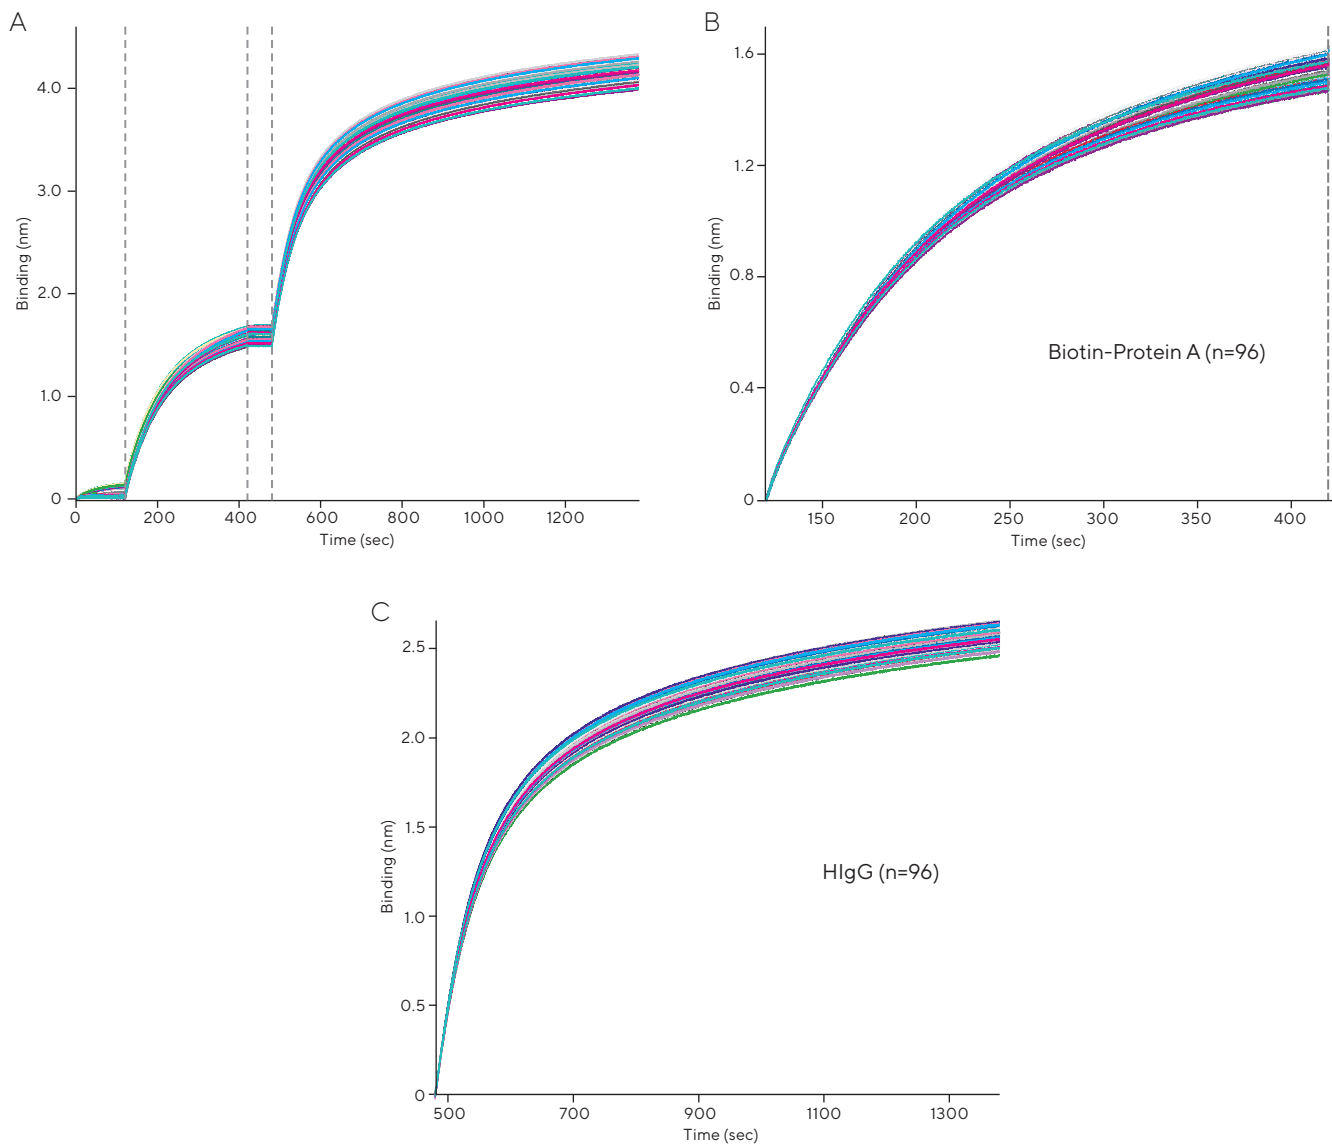 A
4.0
3.0
2.0
1.0
0
Binding (nm)
0 200 400 600 800 1000 1200
Time (sec)
B
1.6
1.2
0.8
0.4
0
Binding (nm)
Biotin-Protein A (n=96)
150 200 250 300 350 400
Time (sec)
C
2.5
2.0
1.5
1.0
0.5
0
Binding (nm)
HIgG (n=96)
500 700 900 1100 1300
Time (sec)